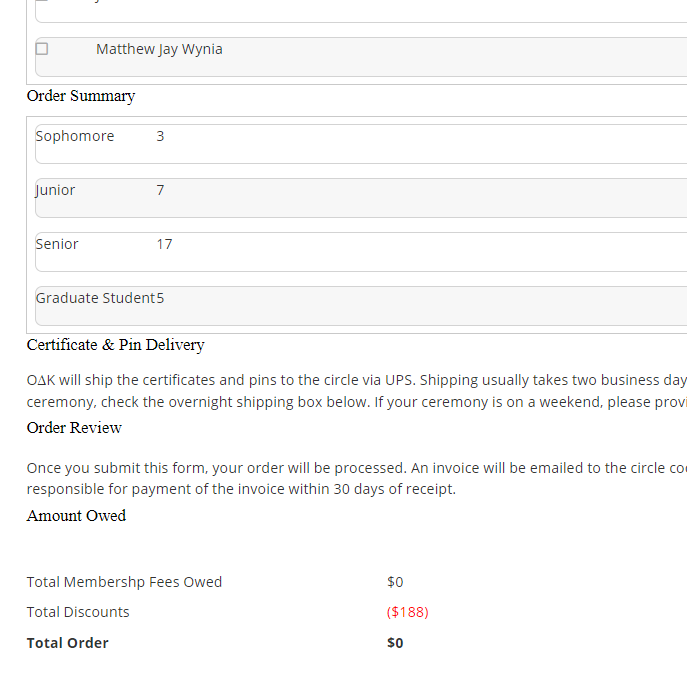 Matthew Jay Wynia
Order Summary
Sophomore 3
Junior 7
Senior 17
Graduate Student 5
Certificate & Pin Delivery
OΔK will ship the certificates and pins to the circle via UPS. Shipping usually takes two business day
ceremony, check the overnight shipping box below. If your ceremony is on a weekend, please provi
Order Review
Once you submit this form, your order will be processed. An invoice will be emailed to the circle co
responsible for payment of the invoice within 30 days of receipt.
Amount Owed
Total Membershp Fees Owed $0
Total Discounts ($188)
Total Order $0